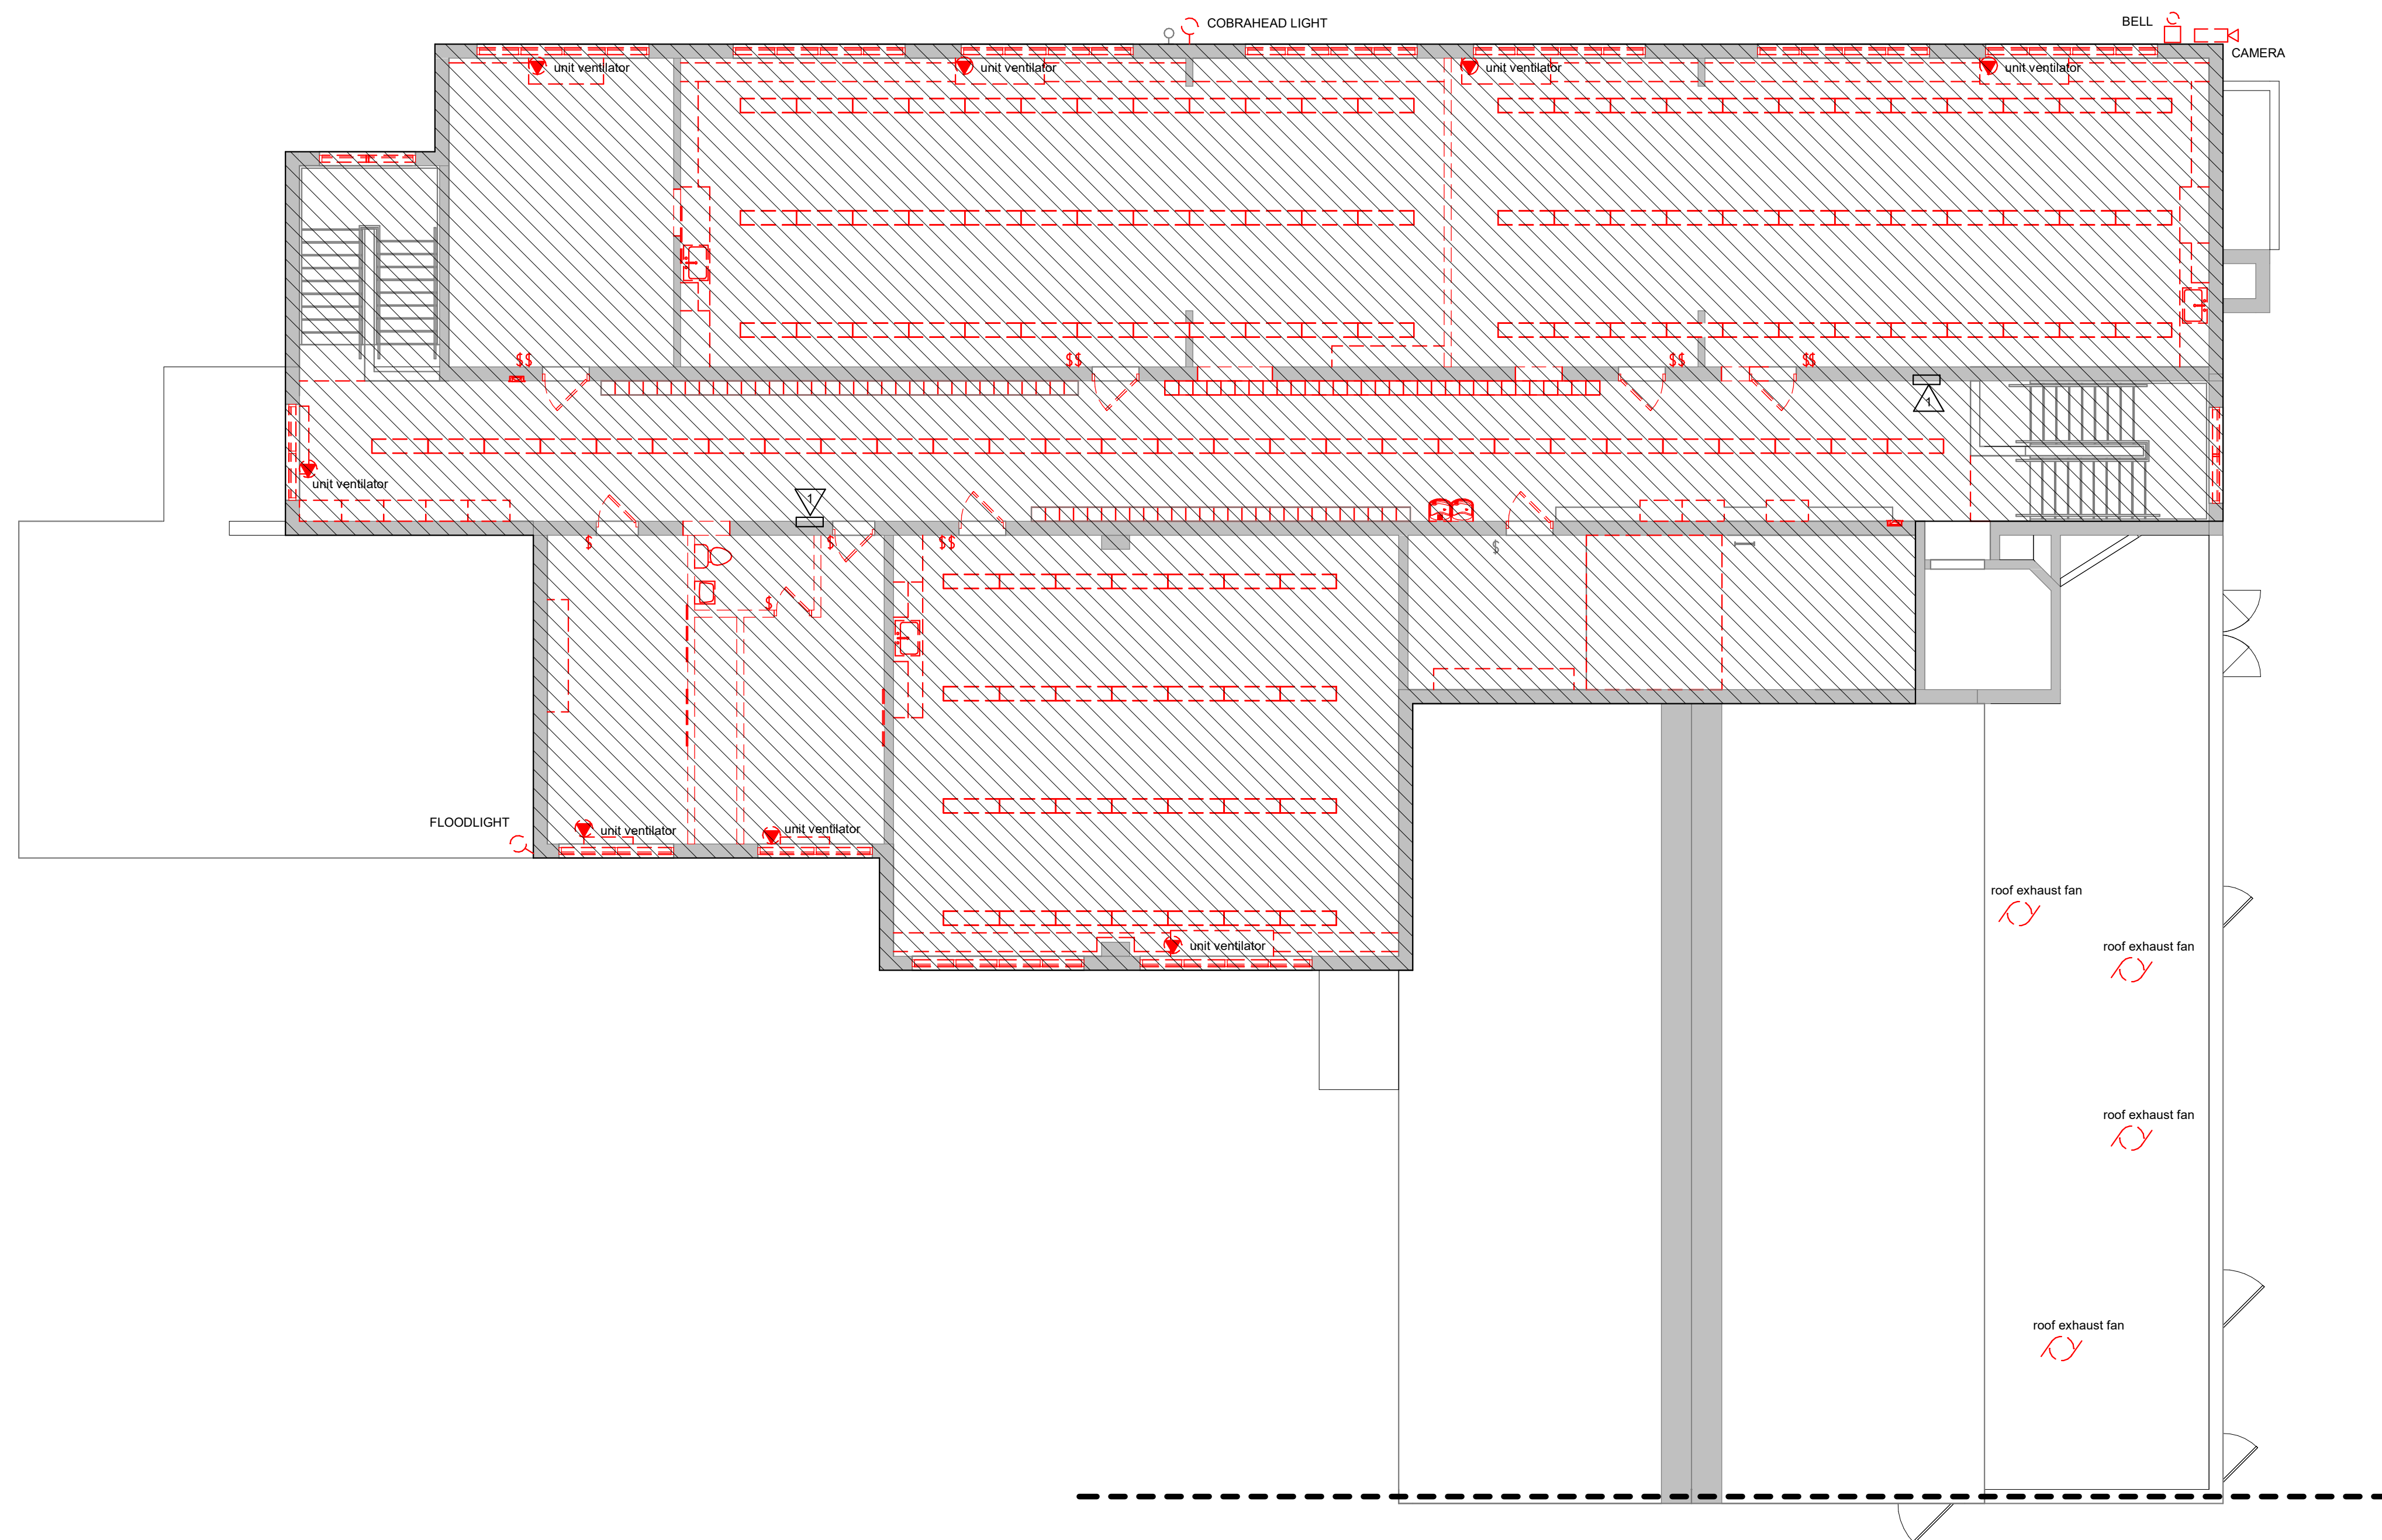 COBRAHEAD LIGHT
BELL
CAMERA
unit ventilator
unit ventilator
unit ventilator
unit ventilator
$$
$$
$$
$$
1
unit ventilator
1
$
$
$$
$
$
FLOODLIGHT
unit ventilator
unit ventilator
roof exhaust fan
unit ventilator
roof exhaust fan
roof exhaust fan
roof exhaust fan